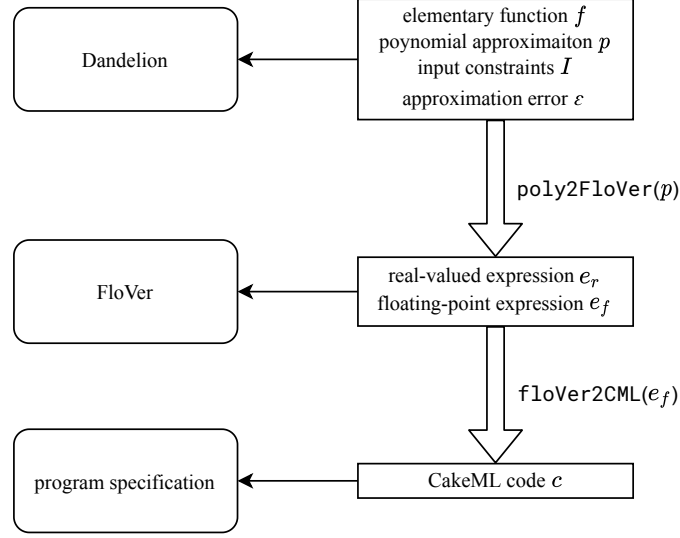 elementary function f
poynomial approximaiton p
input constraints I
approximation error ε
Dandelion
poly2FloVer(p)
real-valued expression e_r
floating-point expression e_f
FloVer
floVer2CML(e_f)
CakeML code c
program specification